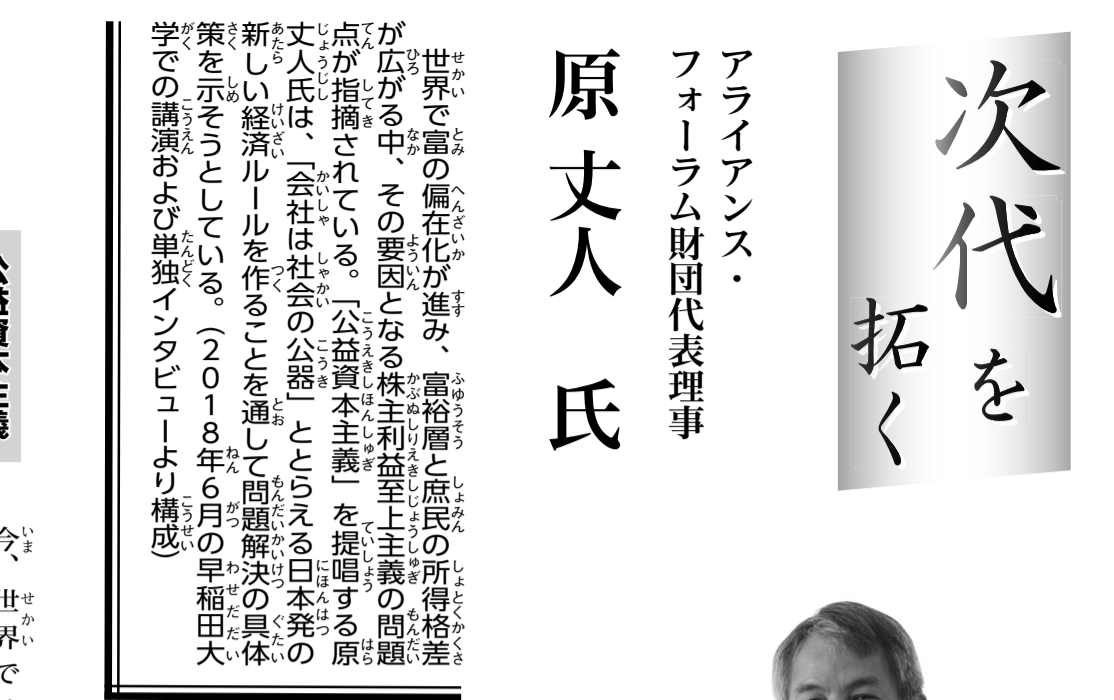 次代を
拓く
アライアンス・
フォーラム財団代表理事
原 丈人 氏
世界で富の偏在化が進み、富裕層と庶民の所得格差
が広がる中、その要因となる株主利益至上主義の問題
点が指摘されている。「公益資本主義」を提唱する原
丈人氏は、「会社は社会の公器」ととらえる日本発の
新しい経済ルールを作ることを通して問題解決の具体
策を示そうとしている。（2018年6月の早稲田大
学での講演および単独インタビューより構成）
公益資本主義
今、世界で